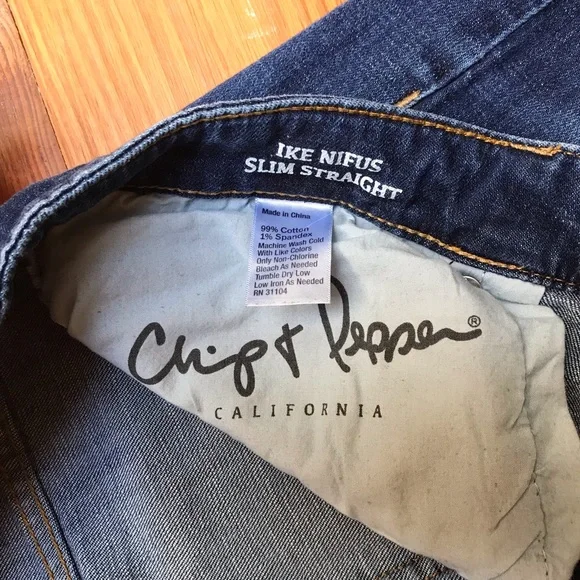 IKE NIFUS
SLIM STRAIGHT
Made in China
99% Cotton
1% Spandex
Machine Wash Cold
With Like Colors
Only Non-Chlorine
Bleach As Needed
Tumble Dry Low
Low Iron As Needed
RN 31104
Chip & Pepper®
CALIFORNIA